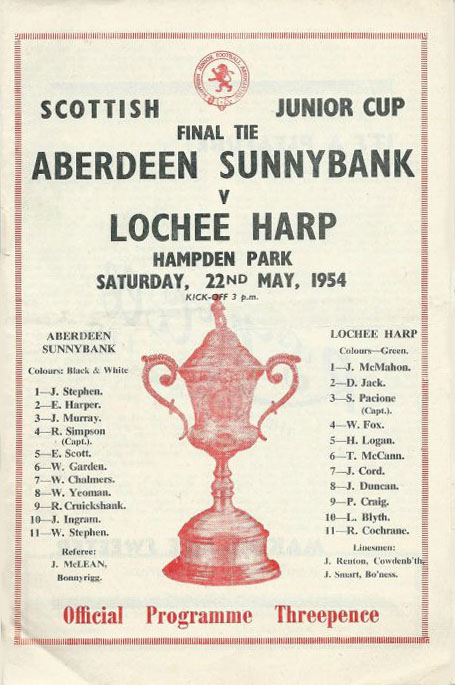 SCOTTISH JUNIOR CUP
FINAL TIE
ABERDEEN SUNNYBANK
V
LOCHEE HARP
HAMPDEN PARK
SATURDAY, 22ND MAY, 1954
KICK-OFF 3 p.m.
ABERDEEN
SUNNYBANK
Colours: Black & White
1—J. Stephen.
2—E. Harper.
3—J. Murray.
4—R. Simpson
(Capt.).
5—E. Scott.
6—W. Garden.
7—W. Chalmers.
8—W. Yeoman.
9—R. Cruickshank.
10—J. Ingram.
11—W. Stephen.
Referee:
J. McLEAN,
Bonnyrigg.
LOCHEE HARP
Colours—Green.
1—J. McMahon.
2—D. Jack.
3—S. Pacione
(Capt.).
4—W. Fox.
5—H. Logan.
6—T. McCann.
7—J. Cord.
8—J. Duncan.
9—P. Craig.
10—L. Blyth.
11—R. Cochrane.
Linesmen:
J. Renton, Cowdenb'th.
J. Smart, Bo'ness.
Official Programme Threepence